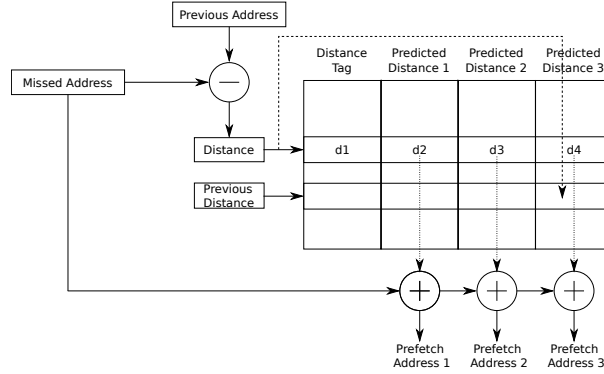 Previous Address
Distance Tag
Predicted Distance 1
Predicted Distance 2
Predicted Distance 3
Missed Address
—
Distance
d1
d2
d3
d4
Previous
Distance
+
+
+
Prefetch
Address 1
Prefetch
Address 2
Prefetch
Address 3